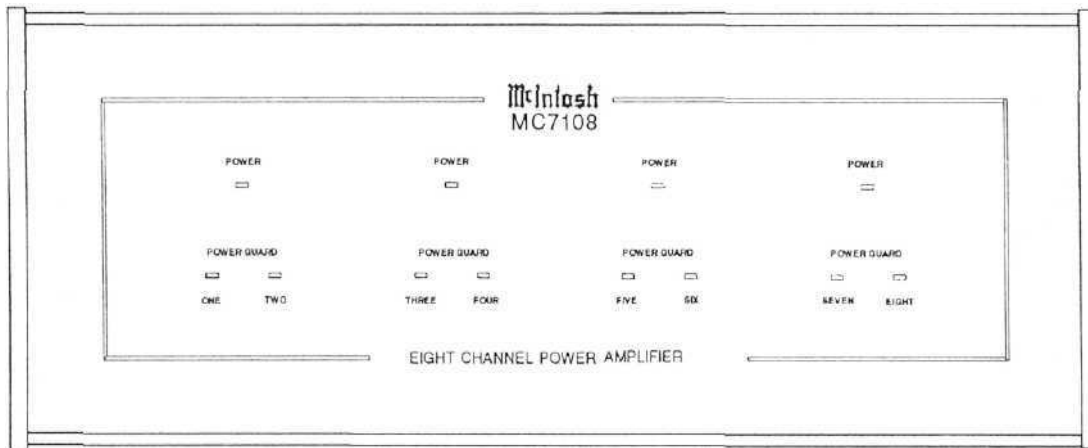 McIntosh
MC7108
POWER POWER POWER POWER
POWER GUARD POWER GUARD POWER GUARD POWER GUARD
ONE TWO THREE FOUR FIVE SIX SEVEN EIGHT
EIGHT CHANNEL POWER AMPLIFIER